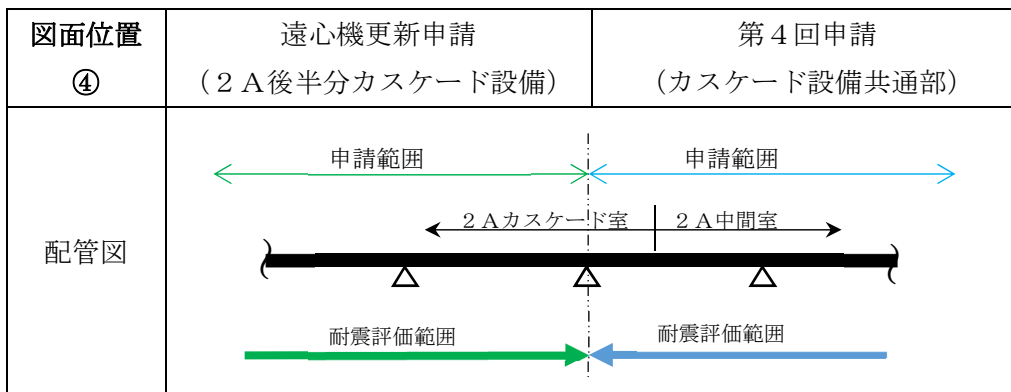 図面位置
④
遠心機更新申請
(２Ａ後半分カスケード設備)
第４回申請
(カスケード設備共通部)
配管図
申請範囲
申請範囲
２Ａカスケード室
２Ａ中間室
耐震評価範囲
耐震評価範囲